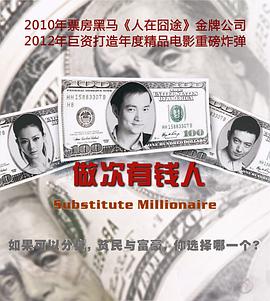 2010年票房黑马《人在囧途》金牌公司
2012年巨资打造年度精品电影重磅炸弹
HH 15883307 B
100
做次有钱人
Substitute Millionaire
如果可以分身，贫民与富豪，你选择哪一个？